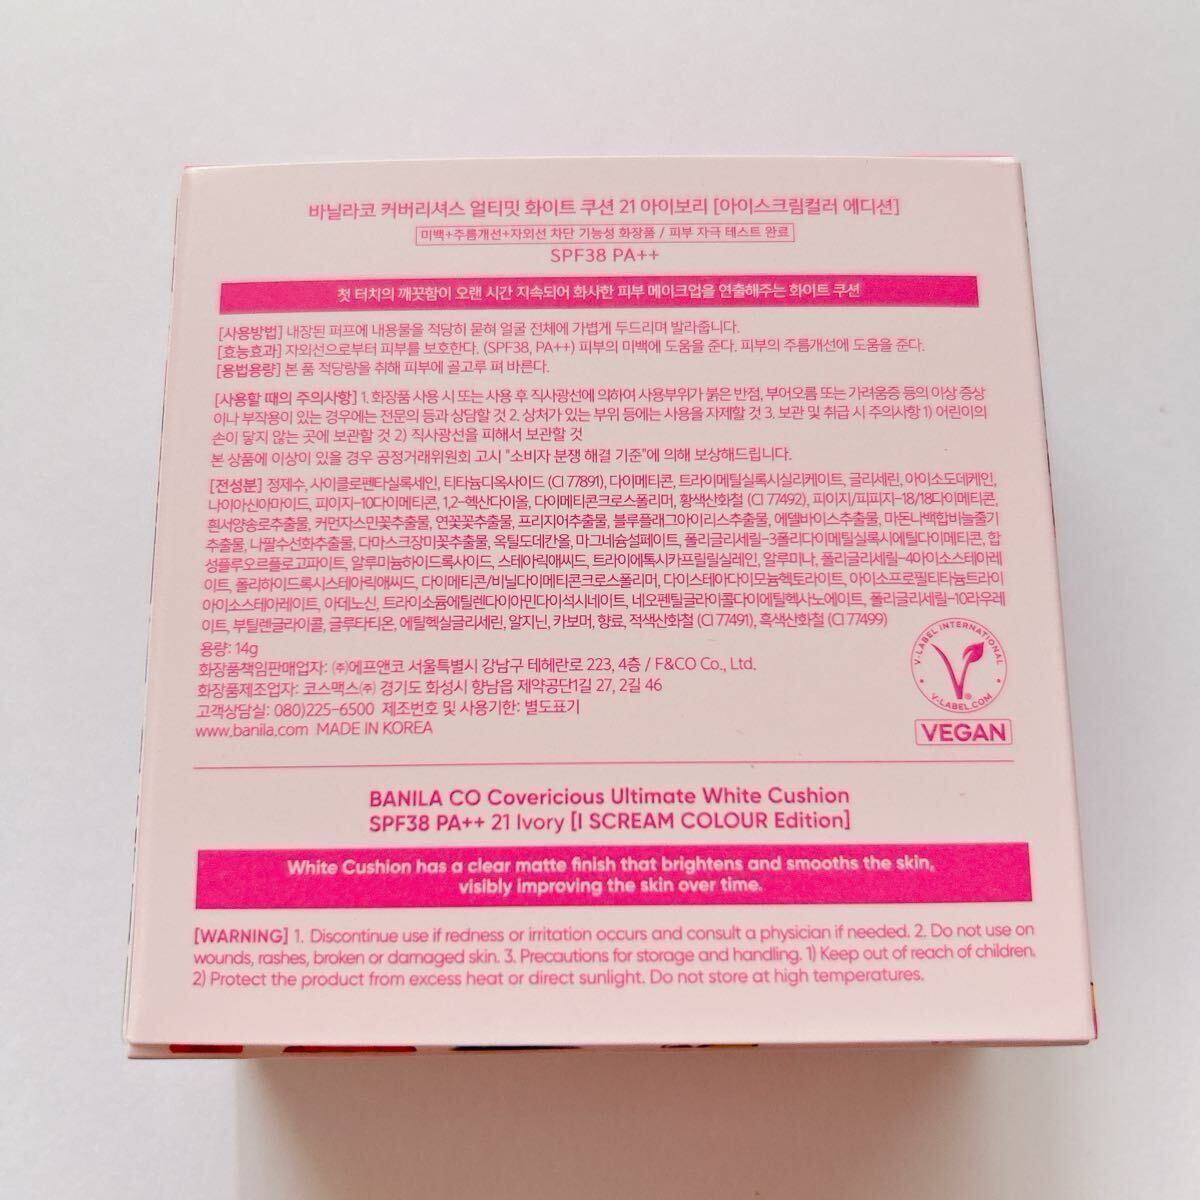 바닐라코 커버리셔스 얼티밋 화이트 쿠션 21 아이보리 [아이스크림컬러 에디션]
미백+주름개선+자외선 차단 기능성 화장품 / 피부 자극 테스트 완료
SPF38 PA++
첫 터치의 깨끗함이 오랜 시간 지속되어 화사한 피부 메이크업을 연출해주는 화이트 쿠션
[사용방법] 내장된 퍼프에 내용물을 적당히 묻혀 얼굴 전체에 가볍게 두드리며 발라줍니다.
[효능효과] 자외선으로부터 피부를 보호한다. (SPF38, PA++) 피부의 미백에 도움을 준다. 피부의 주름개선에 도움을 준다.
[용법용량] 본 품 적당량을 취해 피부에 골고루 펴 바른다.
[사용할 때의 주의사항] 1. 화장품 사용 시 또는 사용 후 직사광선에 의하여 사용부위가 붉은 반점, 부어오름 또는 가려움증 등의 이상 증상
이나 부작용이 있는 경우에는 전문의 등과 상담할 것 2. 상처가 있는 부위 등에는 사용을 자제할 것 3. 보관 및 취급 시 주의사항 1) 어린이의
손이 닿지 않는 곳에 보관할 것 2) 직사광선을 피해서 보관할 것
본 상품에 이상이 있을 경우 공정거래위원회 고시 "소비자 분쟁 해결 기준"에 의해 보상해드립니다.
[전성분] 정제수, 사이클로펜타실록세인, 티타늄디옥사이드 (CI 77891), 다이메티콘, 트라이메틸실록시실리케이트, 글리세린, 아이소도데케인,
나이아신아마이드, 피이지-10다이메티콘, 1,2-헥산다이올, 다이메티콘크로스폴리머, 황색산화철 (CI 77492), 피이지/피피지-18/18다이메티콘,
흰서양송로추출물, 커먼자스민꽃추출물, 연꽃꽃추출물, 프리지어추출물, 블루플래그아이리스추출물, 에델바이스추출물, 마돈나백합비늘줄기
추출물, 나팔수선화추출물, 다마스크장미꽃추출물, 옥틸도데칸올, 마그네슘설페이트, 폴리글리세릴-3폴리다이메틸실록시에틸다이메티콘, 합
성플루오르플로고파이트, 알루미늄하이드록사이드, 스테아릭애씨드, 트라이에톡시카프릴릴실레인, 알루미나, 폴리글리세릴-4아이소스테아레
이트, 폴리하이드록시스테아릭애씨드, 다이메티콘/비닐다이메티콘크로스폴리머, 다이스테아다이모늄헥토라이트, 아이소프로필티타늄트라이
아이소스테아레이트, 아데노신, 트라이소듐에틸렌다이아민다이석시네이트, 네오펜틸글라이콜다이에틸헥사노에이트, 폴리글리세릴-10라우레
이트, 부틸렌글라이콜, 글루타티온, 에틸헥실글리세린, 알지닌, 카보머, 향료, 적색산화철 (CI 77491), 흑색산화철 (CI 77499)
용량: 14g
화장품책임판매업자: ㈜에프앤코 서울특별시 강남구 테헤란로 223, 4층 / F&CO Co., Ltd.
화장품제조업자: 코스맥스㈜ 경기도 화성시 향남읍 제약공단1길 27, 2길 46
고객상담실: 080)225-6500 제조번호 및 사용기한: 별도표기
www.banila.com MADE IN KOREA
V-LABEL INTERNATIONAL
V-LABEL.COM
VEGAN
BANILA CO Covericious Ultimate White Cushion
SPF38 PA++ 21 Ivory [I SCREAM COLOUR Edition]
White Cushion has a clear matte finish that brightens and smooths the skin,
visibly improving the skin over time.
[WARNING] 1. Discontinue use if redness or irritation occurs and consult a physician if needed. 2. Do not use on
wounds, rashes, broken or damaged skin. 3. Precautions for storage and handling. 1) Keep out of reach of children.
2) Protect the product from excess heat or direct sunlight. Do not store at high temperatures.